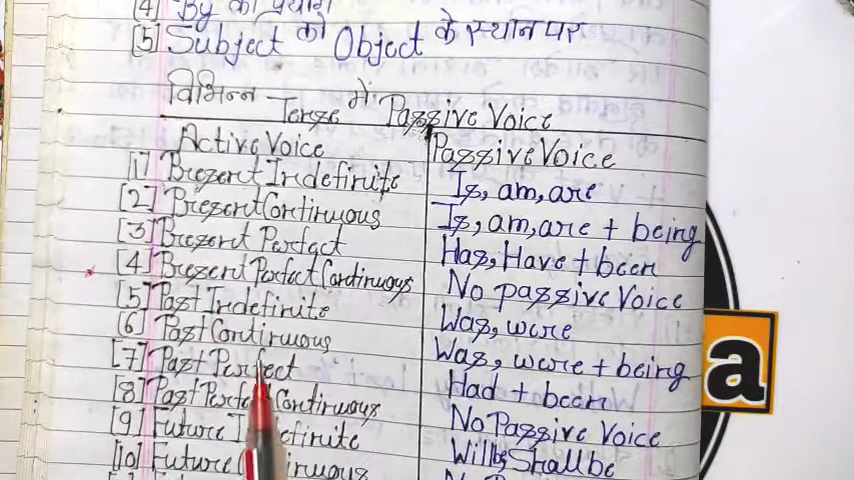 [4] By का प्रयोग
[5] Subject को Object के स्थान पर
विभिन्न Tense में Passive Voice
Active Voice Passive Voice
[1] Present Indefinite Is, am, are
[2] Present Continuous Is, am, are + being
[3] Present Perfect Has, Have + been
[4] Present Perfect Continuous No passive Voice
[5] Past Indefinite Was, were
[6] Past Continuous Was, were + being
[7] Past Perfect Had + been
[8] Past Perfect Continuous No Passive Voice
[9] Future Indefinite Will be, Shall be
[10] Future Continuous
a